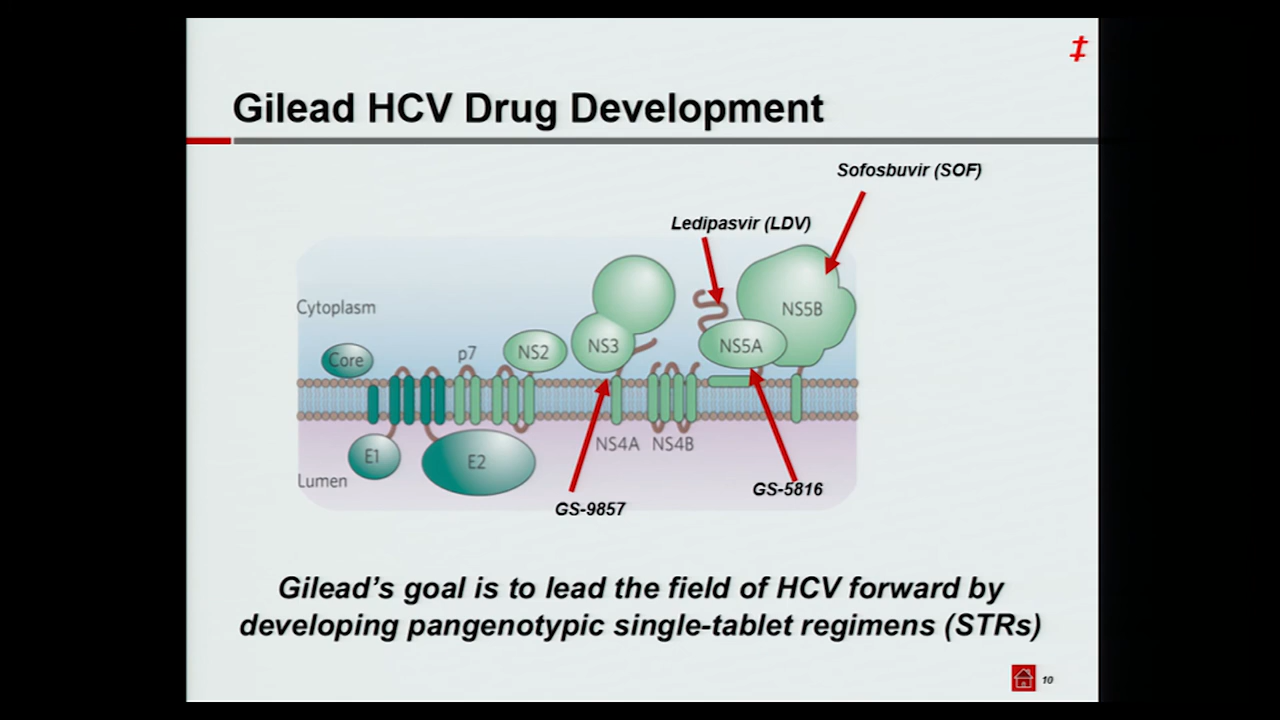 ‡
Gilead HCV Drug Development
Sofosbuvir (SOF)
Ledipasvir (LDV)
Cytoplasm
NS5B
Core
p7
NS2
NS3
NS5A
E1
E2
NS4A
NS4B
Lumen
GS-5816
GS-9857
Gilead’s goal is to lead the field of HCV forward by
developing pangenotypic single-tablet regimens (STRs)
10